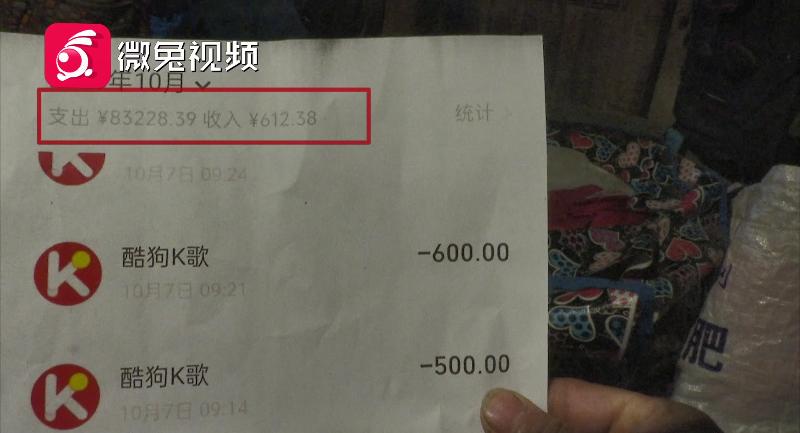 微兔视频
年10月
支出 ¥83228.39 收入 ¥612.38
统计
10月7日 09:24
酷狗K歌
-600.00
10月7日 09:21
酷狗K歌
-500.00
10月7日 09:14
肥